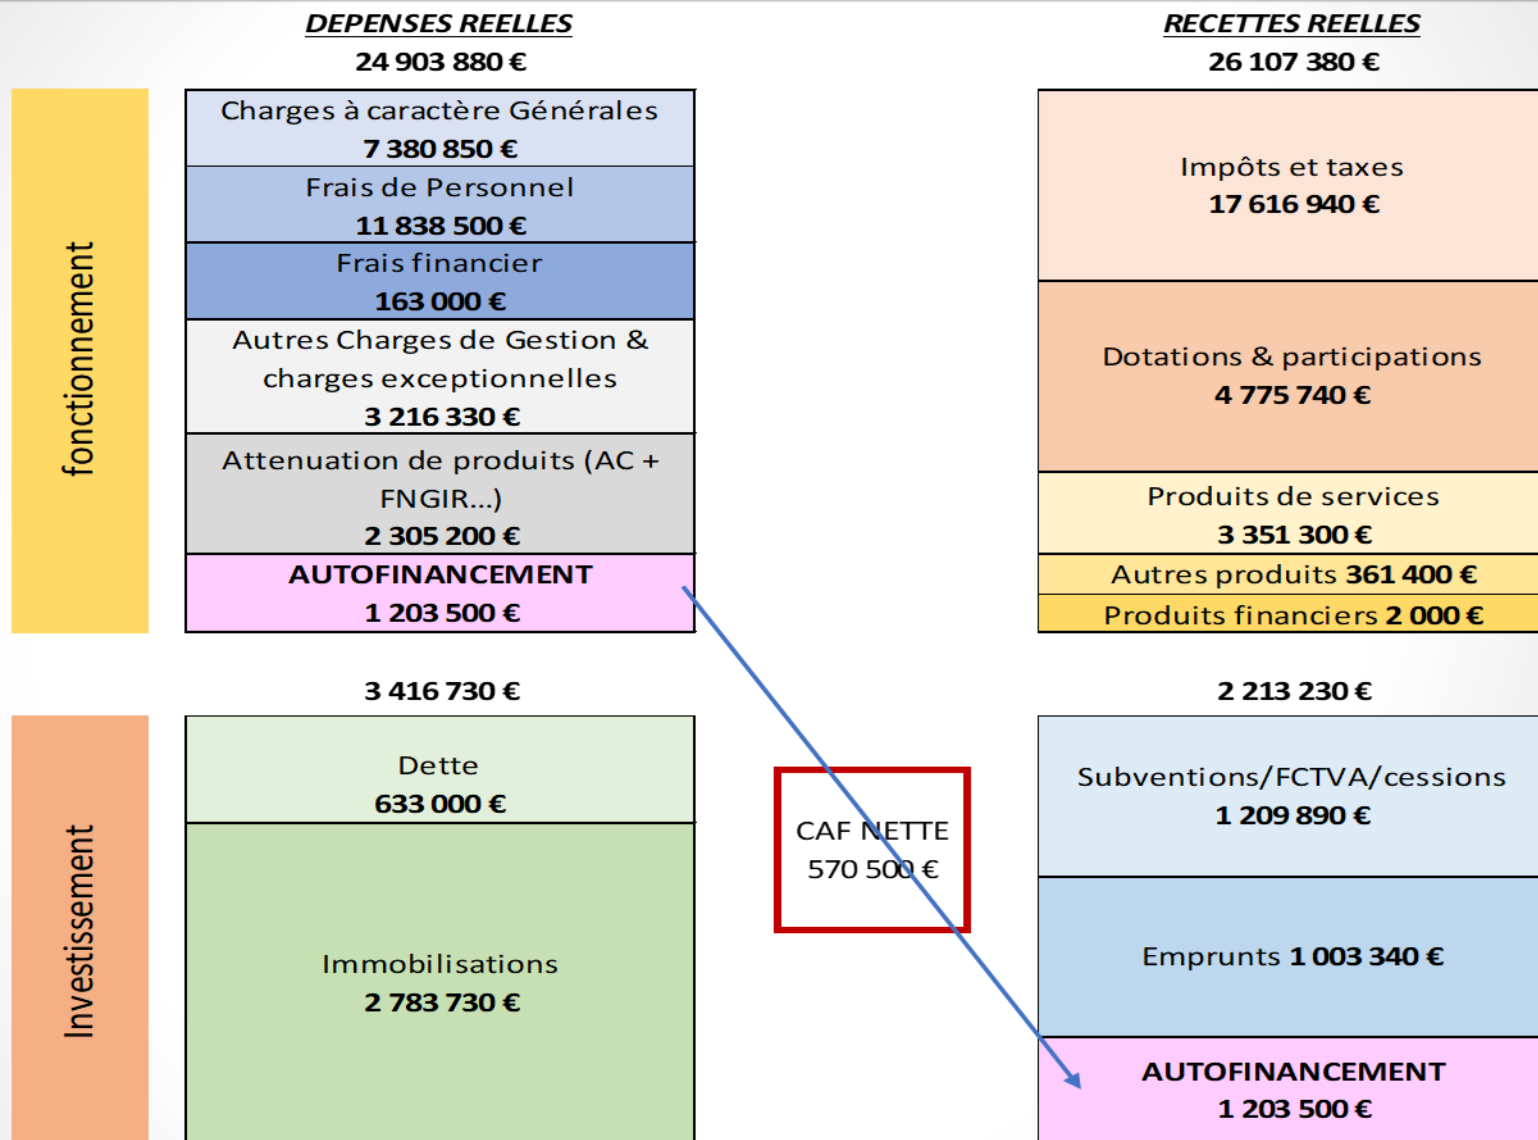 DEPENSES REELLES
24 903 880 €
RECETTES REELLES
26 107 380 €
fonctionnement
Charges à caractère Générales
7 380 850 €
Frais de Personnel
11 838 500 €
Frais financier
163 000 €
Autres Charges de Gestion &
charges exceptionnelles
3 216 330 €
Attenuation de produits (AC +
FNGIR...)
2 305 200 €
AUTOFINANCEMENT
1 203 500 €
Impôts et taxes
17 616 940 €
Dotations & participations
4 775 740 €
Produits de services
3 351 300 €
Autres produits 361 400 €
Produits financiers 2 000 €
3 416 730 €
2 213 230 €
Investissement
Dette
633 000 €
Immobilisations
2 783 730 €
CAF NETTE
570 500 €
Subventions/FCTVA/cessions
1 209 890 €
Emprunts 1 003 340 €
AUTOFINANCEMENT
1 203 500 €